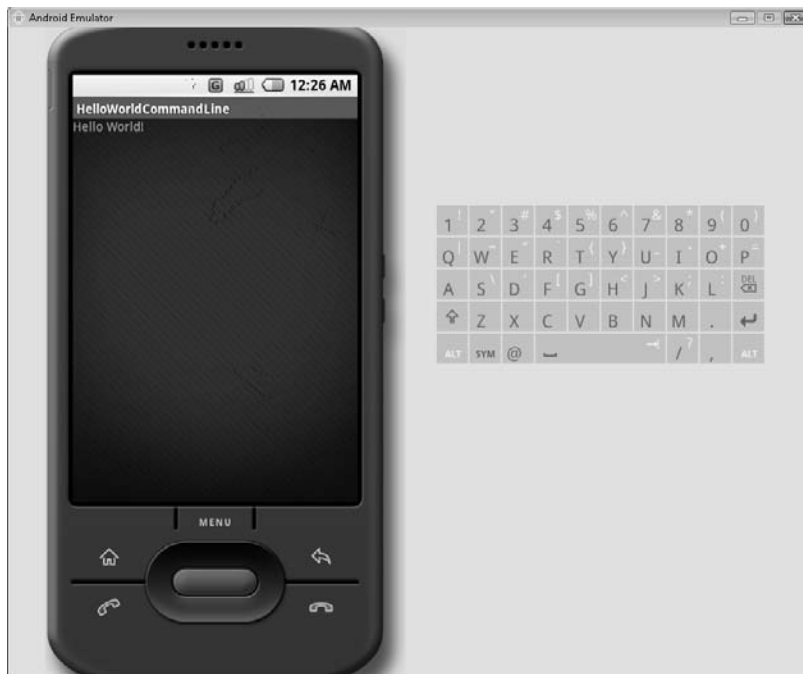 Android Emulator
G 12:26 AM
HelloWorldCommandLine
Hello World!
MENU
1 ! 2 3 # 4 $ 5 % 6 ^ 7 & 8 * 9 ( 0 )
Q W E R T { Y } U - I O + P =
A S \ D F [ G ] H < J > K ; L : DEL
Z X C V B N M .
ALT SYM @ / ? , ALT